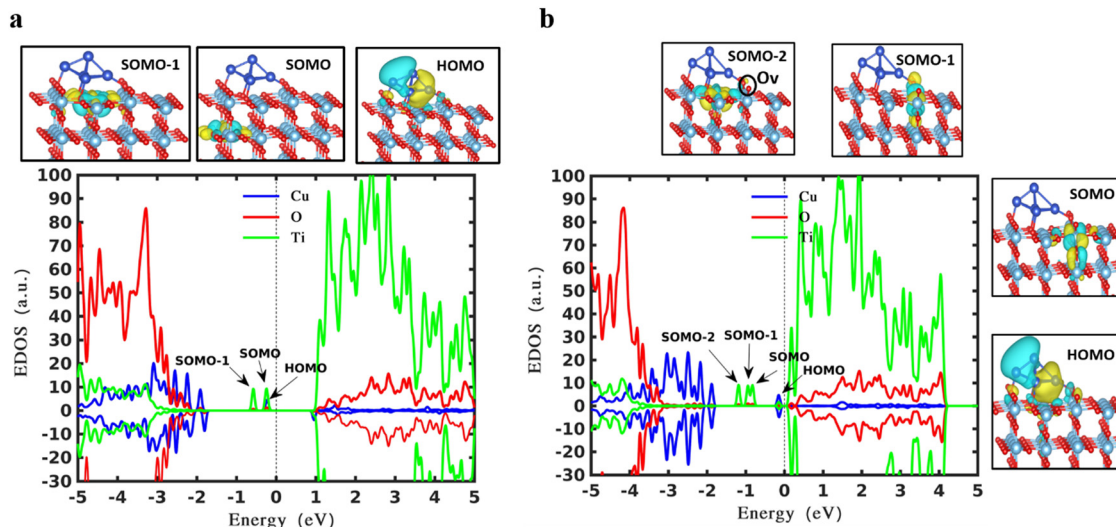 a
SOMO-1
SOMO
HOMO
100
90
80
70
60
50
40
30
20
10
0
-10
-20
-30
EDOS (a.u.)
Cu
O
Ti
SOMO-1
SOMO
HOMO
-5 -4 -3 -2 -1 0 1 2 3 4 5
Energy (eV)
b
SOMO-2
Ov
SOMO-1
100
90
80
70
60
50
40
30
20
10
0
-10
-20
-30
EDOS (a.u.)
Cu
O
Ti
SOMO-2
SOMO-1
SOMO
HOMO
-5 -4 -3 -2 -1 0 1 2 3 4 5
Energy (eV)
SOMO
HOMO